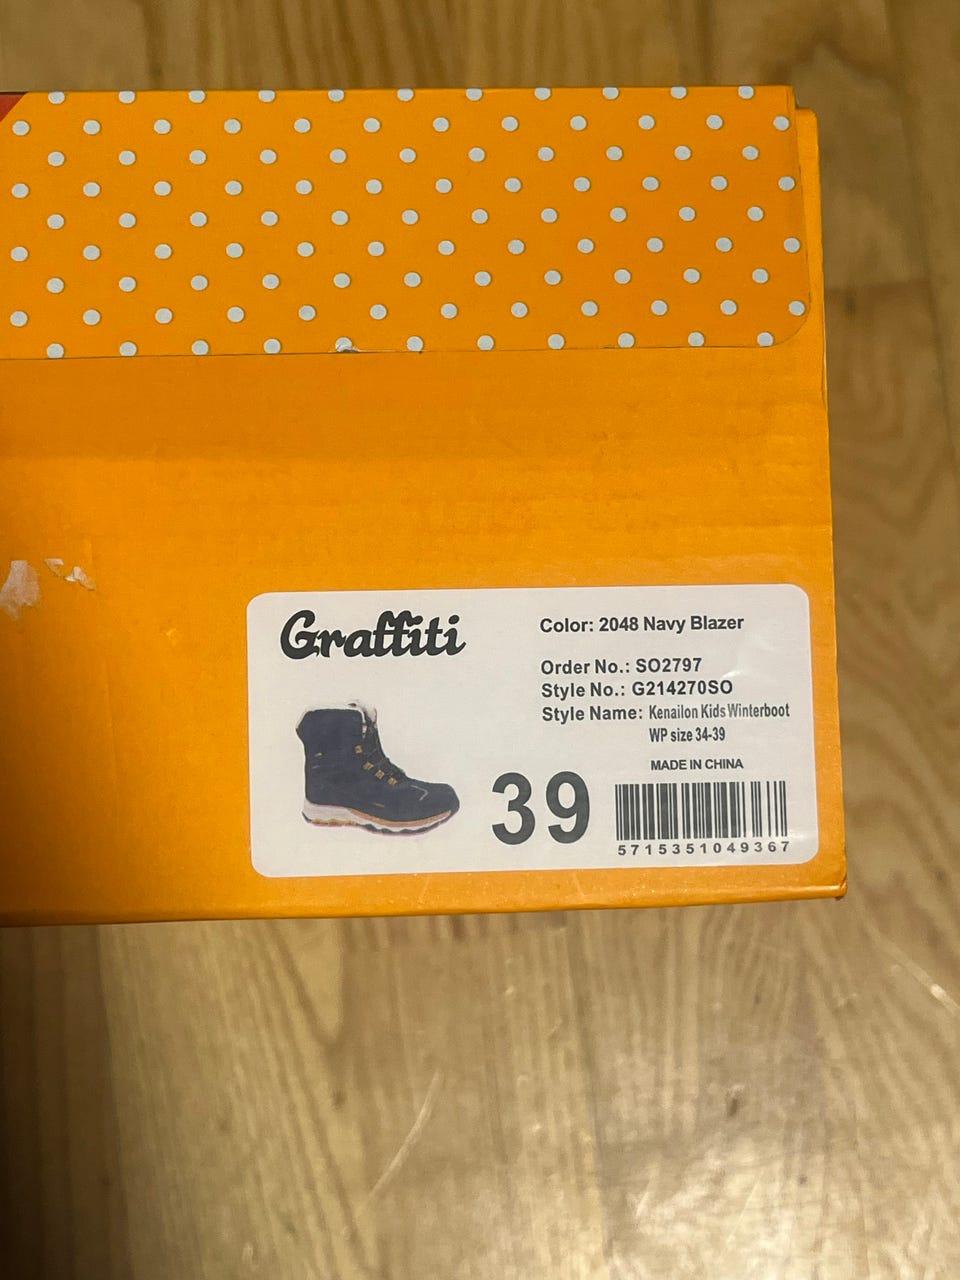 Graffiti
Color: 2048 Navy Blazer
Order No.: SO2797
Style No.: G214270SO
Style Name: Kenailon Kids Winterboot
WP size 34-39
MADE IN CHINA
39
5715351049367